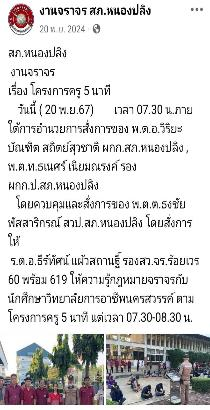 งานจราจร สภ.หนองปลิง
20 พ.ย. 2024
สภ.หนองปลิง
งานจราจร
เรื่อง โครงการครู 5 นาที
วันนี้ ( 20 พ.ย.67) เวลา 07.30 น.ภาย
ใต้การอำนวยการสั่งการของ พ.ต.อ.วิริยะ
บัณฑิต สถิตย์สุวชาติ ผกก.สภ.หนองปลิง ,
พ.ต.ท.ธเนศร์ เนียมณรงค์ รอง
ผกก.ป.สภ.หนองปลิง
โดยควบคุมและสั่งการของ พ.ต.ต.ธงชัย
พัสสาริกรณ์ สวป.สภ.หนองปลิง โดยสั่งการ
ให้
ร.ต.อ.ธีร์ทัศน์ แผ้วสถานฐี์ รองสว.จร.ร้อยเวร
60 พร้อม 619 ให้ความรู้กฎหมายจราจรกับ
นักศึกษาวิทยาลัยการอาชีพนครสวรรค์ ตาม
โครงการครู 5 นาที แต่เวลา 07.30-08.30 น.